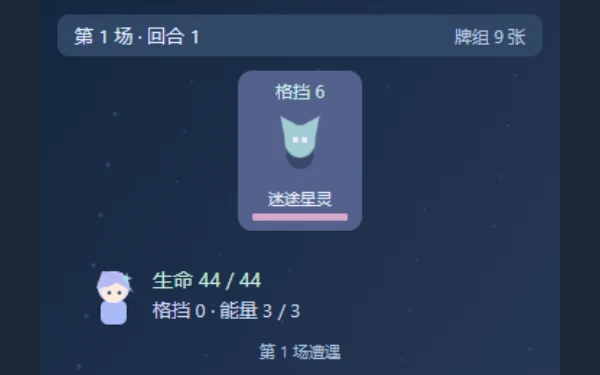 第 1 场 · 回合 1
牌组 9 张
格挡 6
迷途星灵
生命 44 / 44
格挡 0 · 能量 3 / 3
第 1 场遭遇